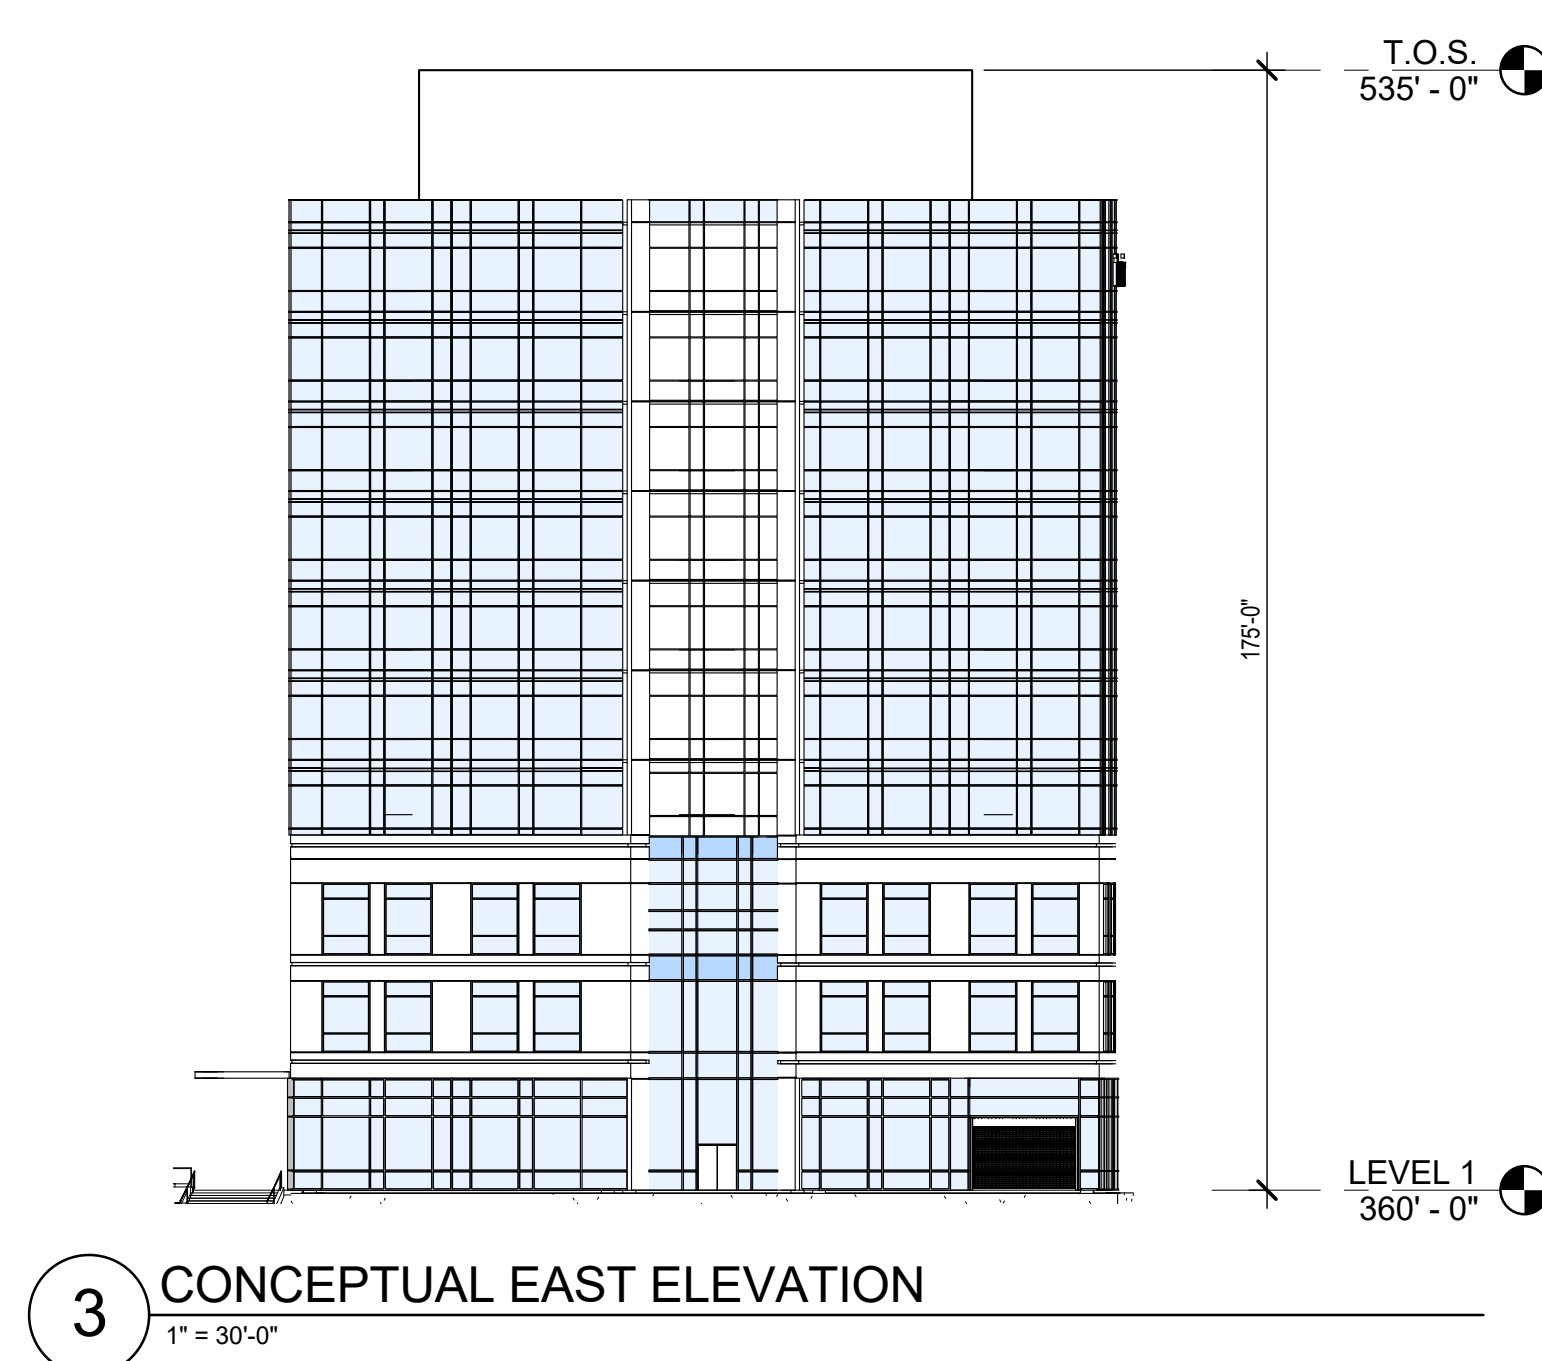 T.O.S.
535' - 0"
175'-0"
LEVEL 1
360' - 0"
3
CONCEPTUAL EAST ELEVATION
1" = 30'-0"